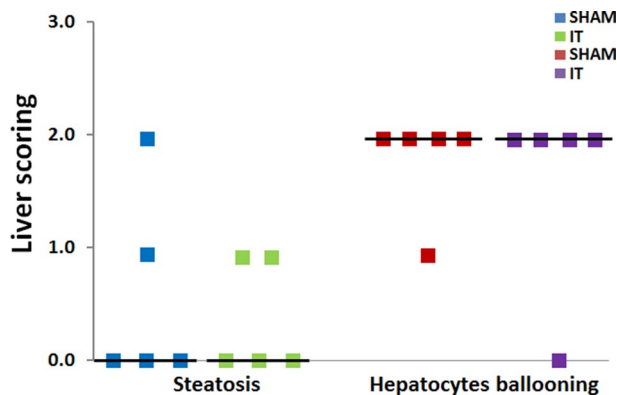 SHAM
IT
SHAM
IT
Liver scoring
3.0
2.0
1.0
0.0
Steatosis
Hepatocytes ballooning